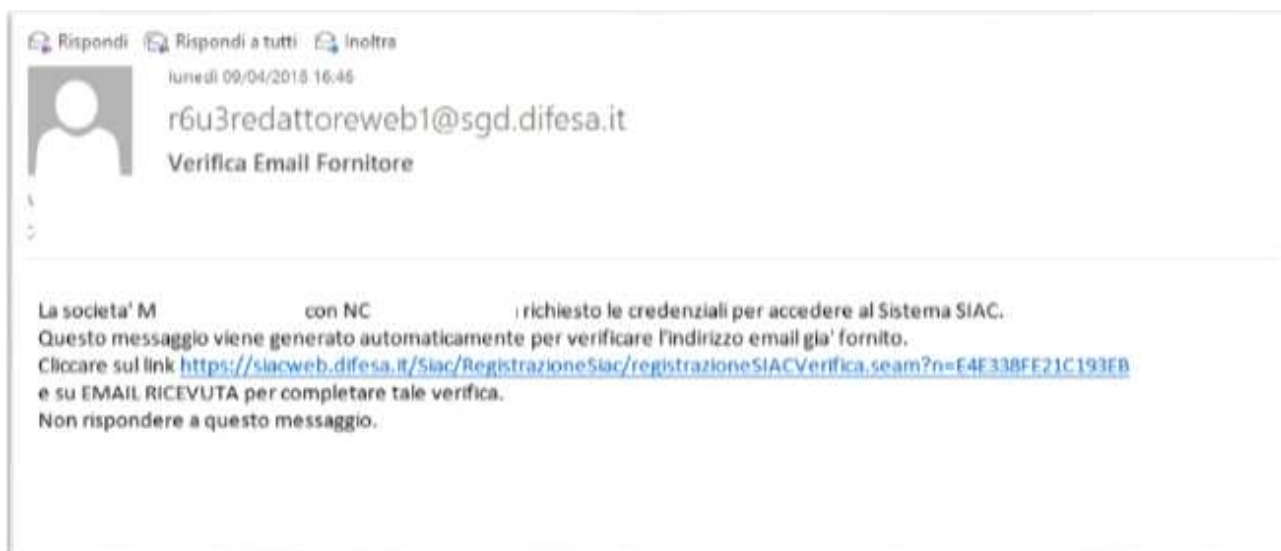 Rispondi Rispondi a tutti Inoltra
lunedì 09/04/2018 16:46
r6u3redattoreweb1@sgd.difesa.it
Verifica Email Fornitore
La societa' M con NC richiesto le credenziali per accedere al Sistema SIAC.
Questo messaggio viene generato automaticamente per verificare l'indirizzo email gia' fornito.
Cliccare sul link https://siacweb.difesa.it/Siac/RegistrazioneSiac/registrazioneSIACVerifica.seam?n=E4E338FE21C193EB
e su EMAIL RICEVUTA per completare tale verifica.
Non rispondere a questo messaggio.